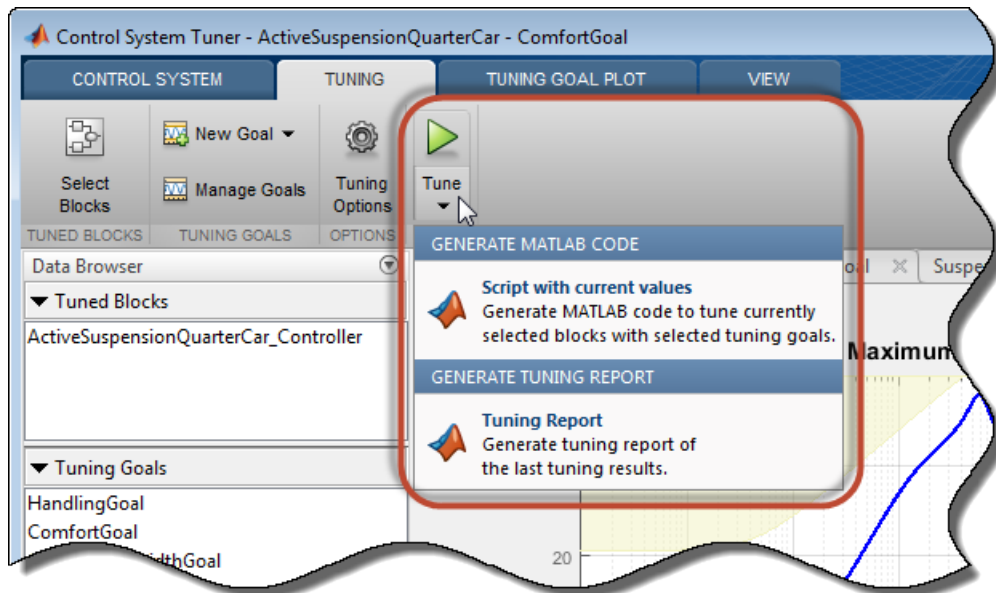 Control System Tuner - ActiveSuspensionQuarterCar - ComfortGoal
CONTROL SYSTEM
TUNING
TUNING GOAL PLOT
VIEW
New Goal
Manage Goals
Select
Blocks
Tuning
Options
Tune
TUNED BLOCKS
TUNING GOALS
OPTIONS
GENERATE MATLAB CODE
Script with current values
Generate MATLAB code to tune currently
selected blocks with selected tuning goals.
GENERATE TUNING REPORT
Tuning Report
Generate tuning report of
the last tuning results.
Data Browser
Tuned Blocks
ActiveSuspensionQuarterCar_Controller
Tuning Goals
HandlingGoal
ComfortGoal
Maximum
20